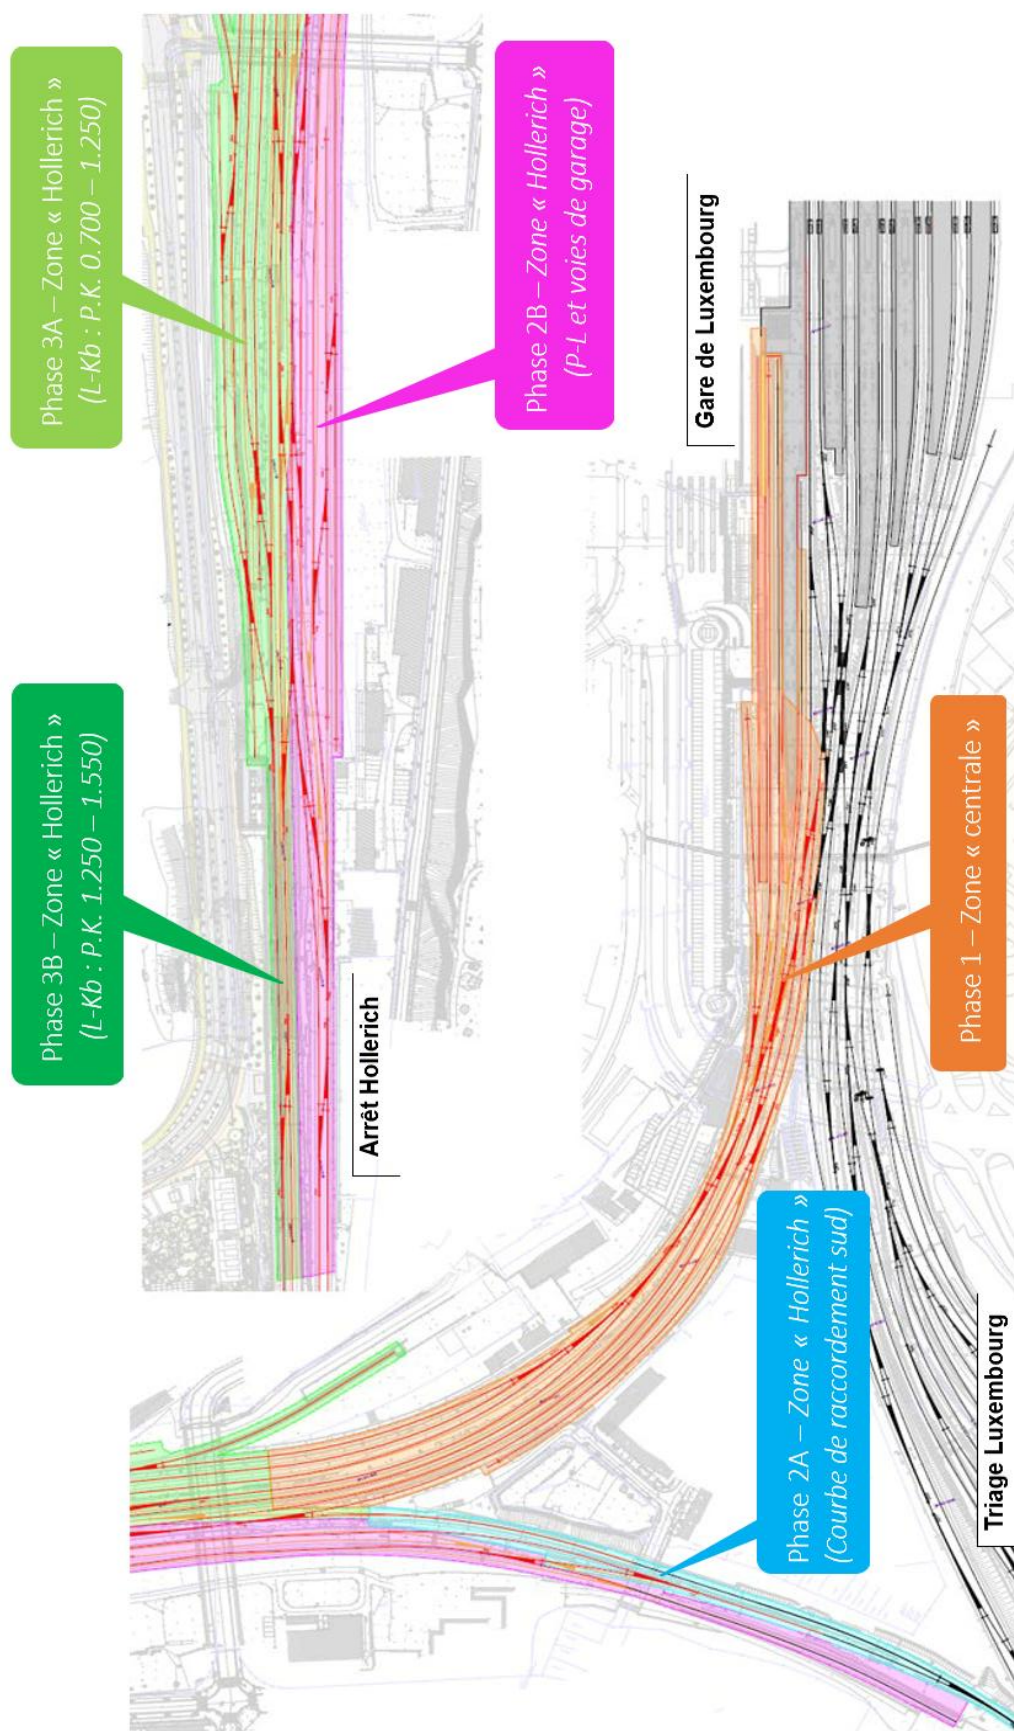 Phase 3A – Zone « Hollerich »
(L-Kb : P.K. 0.700 – 1.250)
Phase 2B – Zone « Hollerich »
(P-L et voies de garage)
Phase 3B – Zone « Hollerich »
(L-Kb : P.K. 1.250 – 1.550)
Arrêt Hollerich
Gare de Luxembourg
Phase 1 – Zone « centrale »
Phase 2A – Zone « Hollerich »
(Courbe de raccordement sud)
Triage Luxembourg